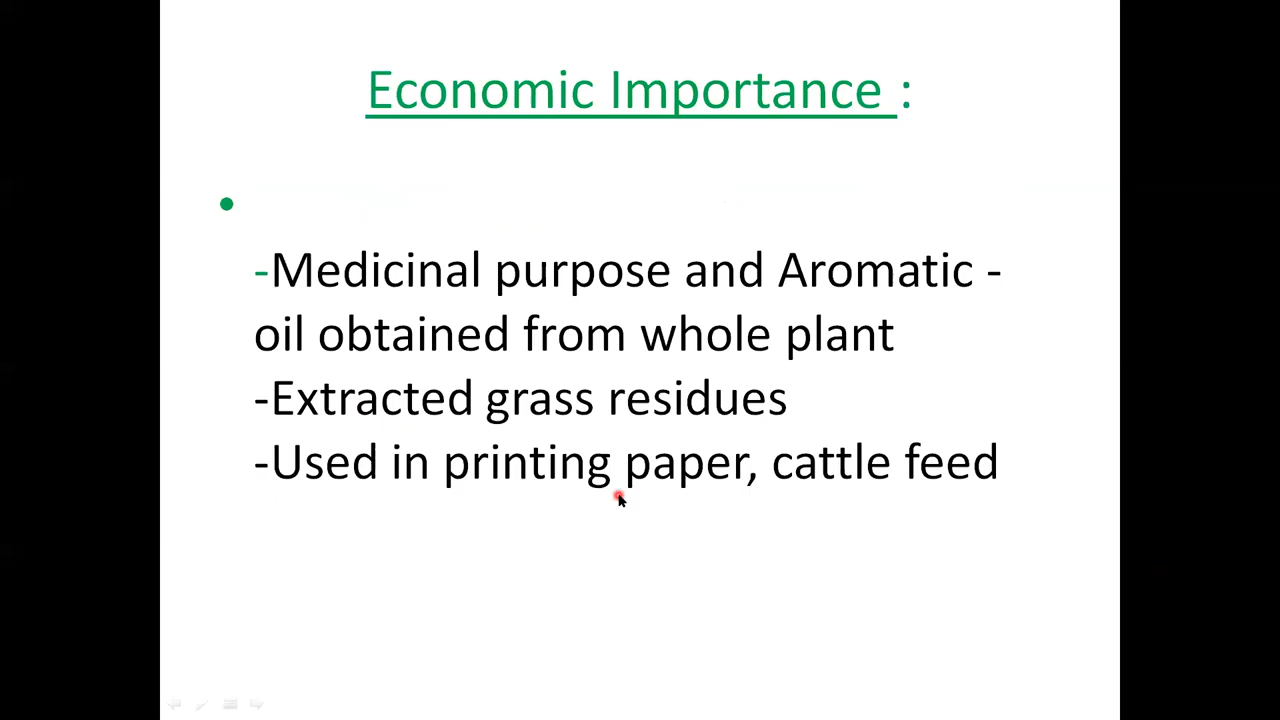 Economic Importance :
•
-Medicinal purpose and Aromatic -
oil obtained from whole plant
-Extracted grass residues
-Used in printing paper, cattle feed